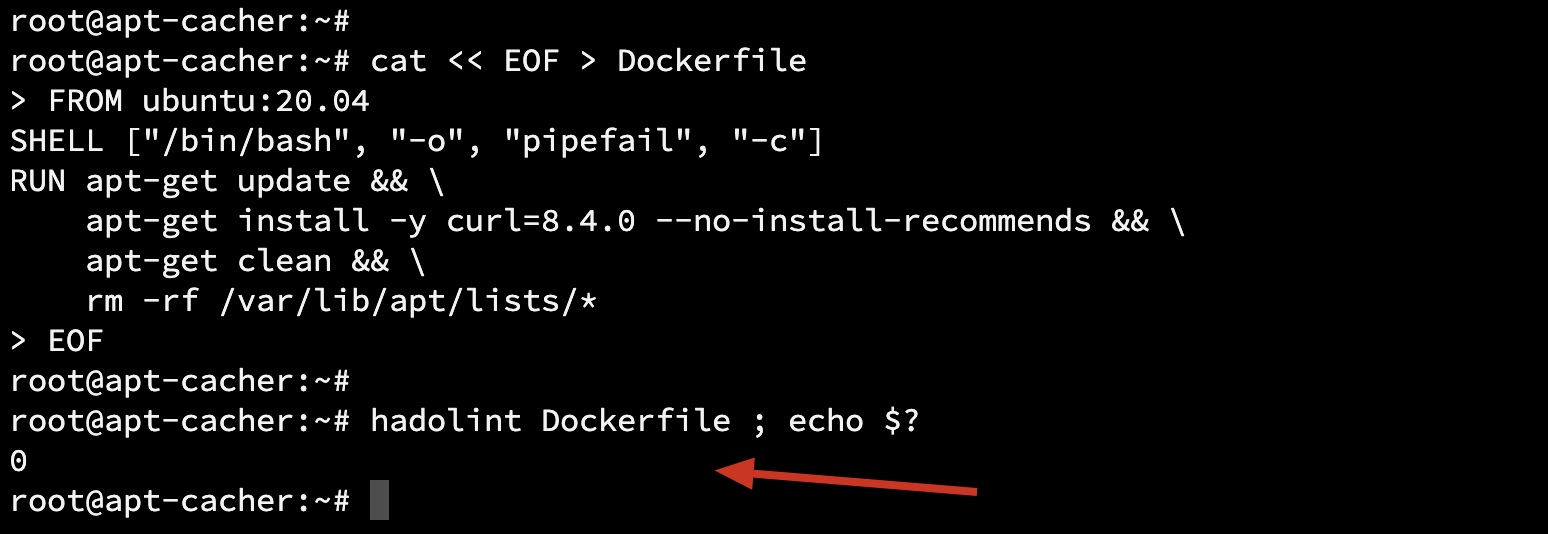 root@apt-cacher:~#
root@apt-cacher:~# cat << EOF > Dockerfile
> FROM ubuntu:20.04
SHELL ["/bin/bash", "-o", "pipefail", "-c"]
RUN apt-get update && \
    apt-get install -y curl=8.4.0 --no-install-recommends && \
    apt-get clean && \
    rm -rf /var/lib/apt/lists/*
> EOF
root@apt-cacher:~#
root@apt-cacher:~# hadolint Dockerfile ; echo $?
0
root@apt-cacher:~#